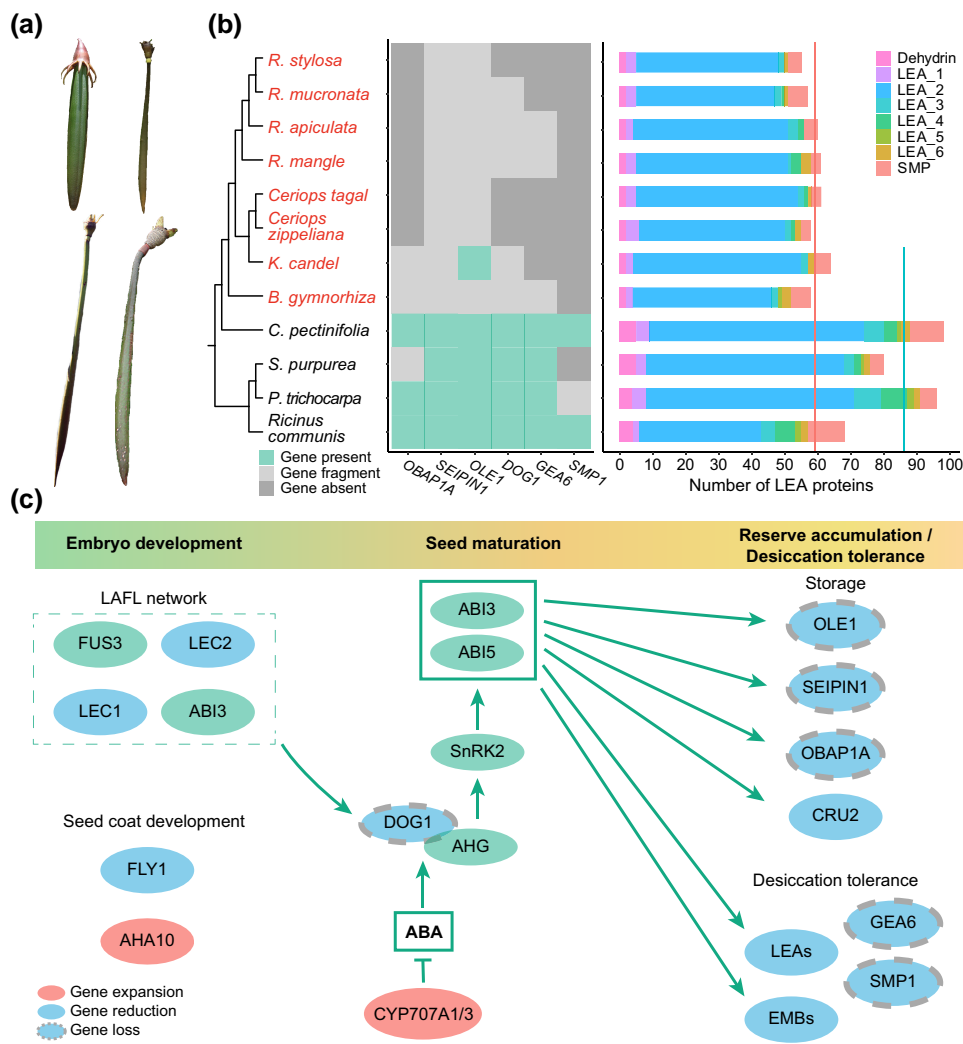 (a)
(b)
R. stylosa
R. mucronata
R. apiculata
R. mangle
Ceriops tagal
Ceriops
zippeliana
K. candel
B. gymnorhiza
C. pectinifolia
S. purpurea
P. trichocarpa
Ricinus
communis
Gene present
Gene fragment
Gene absent
OBAP1A
SEIPIN1
OLE1
DOG1
GEA6
SMP1
Dehydrin
LEA_1
LEA_2
LEA_3
LEA_4
LEA_5
LEA_6
SMP
0 10 20 30 40 50 60 70 80 90 100
Number of LEA proteins
(c)
Embryo development
Seed maturation
Reserve accumulation /
Desiccation tolerance
LAFL network
FUS3
LEC2
LEC1
ABI3
Seed coat development
FLY1
AHA10
Gene expansion
Gene reduction
Gene loss
ABI3
ABI5
SnRK2
DOG1
AHG
ABA
CYP707A1/3
Storage
OLE1
SEIPIN1
OBAP1A
CRU2
Desiccation tolerance
GEA6
LEAs
SMP1
EMBs